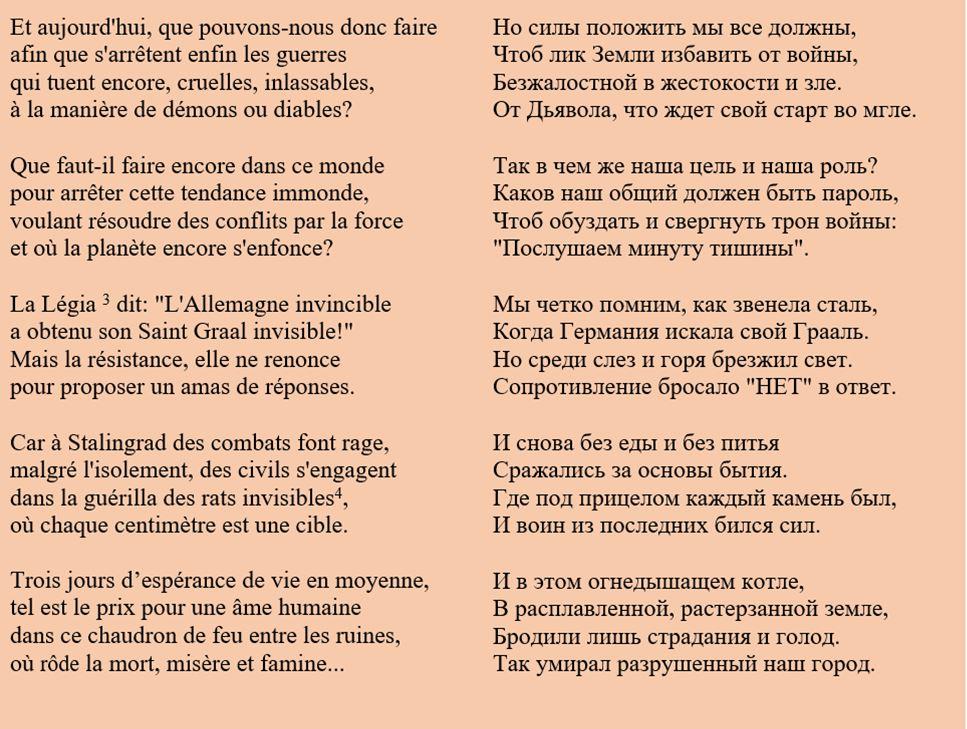 Et aujourd'hui, que pouvons-nous donc faire
afin que s'arrêtent enfin les guerres
qui tuent encore, cruelles, inlassables,
à la manière de démons ou diables?

Que faut-il faire encore dans ce monde
pour arrêter cette tendance immonde,
voulant résoudre des conflits par la force
et où la planète encore s'enfonce?

La Légia ³ dit: "L'Allemagne invincible
a obtenu son Saint Graal invisible!"
Mais la résistance, elle ne renonce
pour proposer un amas de réponses.

Car à Stalingrad des combats font rage,
malgré l'isolement, des civils s'engagent
dans la guérilla des rats invisibles⁴,
où chaque centimètre est une cible.

Trois jours d’espérance de vie en moyenne,
tel est le prix pour une âme humaine
dans ce chaudron de feu entre les ruines,
où rôde la mort, misère et famine...

Но силы положить мы все должны,
Чтоб лик Земли избавить от войны,
Безжалостной в жестокости и зле.
От Дьявола, что ждет свой старт во мгле.

Так в чем же наша цель и наша роль?
Каков наш общий должен быть пароль,
Чтоб обуздать и свергнуть трон войны:
"Послушаем минуту тишины".

Мы четко помним, как звенела сталь,
Когда Германия искала свой Грааль.
Но среди слез и горя брезжил свет.
Сопротивление бросало "НЕТ" в ответ.

И снова без еды и без питья
Сражались за основы бытия.
Где под прицелом каждый камень был,
И воин из последних бился сил.

И в этом огнедышащем котле,
В расплавленной, растерзанной земле,
Бродили лишь страдания и голод.
Так умирал разрушенный наш город.